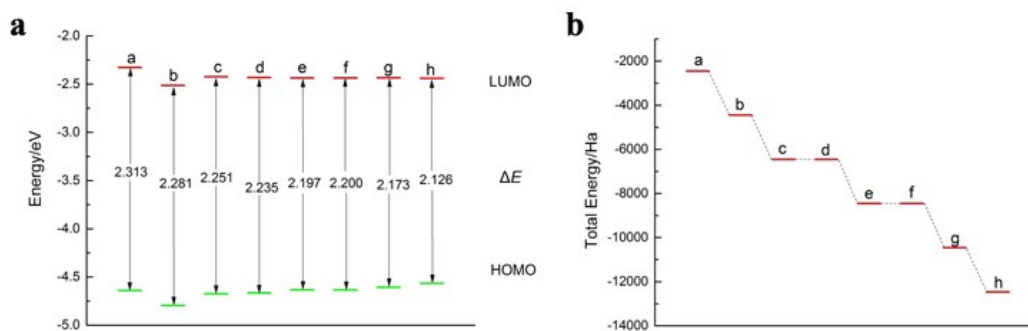 a
Energy/eV
-2.0
-2.5
-3.0
-3.5
-4.0
-4.5
-5.0
a
b
c
d
e
f
g
h
LUMO
2.313
2.281
2.251
2.235
2.197
2.200
2.173
2.126
ΔE
HOMO
b
Total Energy/Ha
-2000
-4000
-6000
-8000
-10000
-12000
-14000
a
b
c
d
e
f
g
h